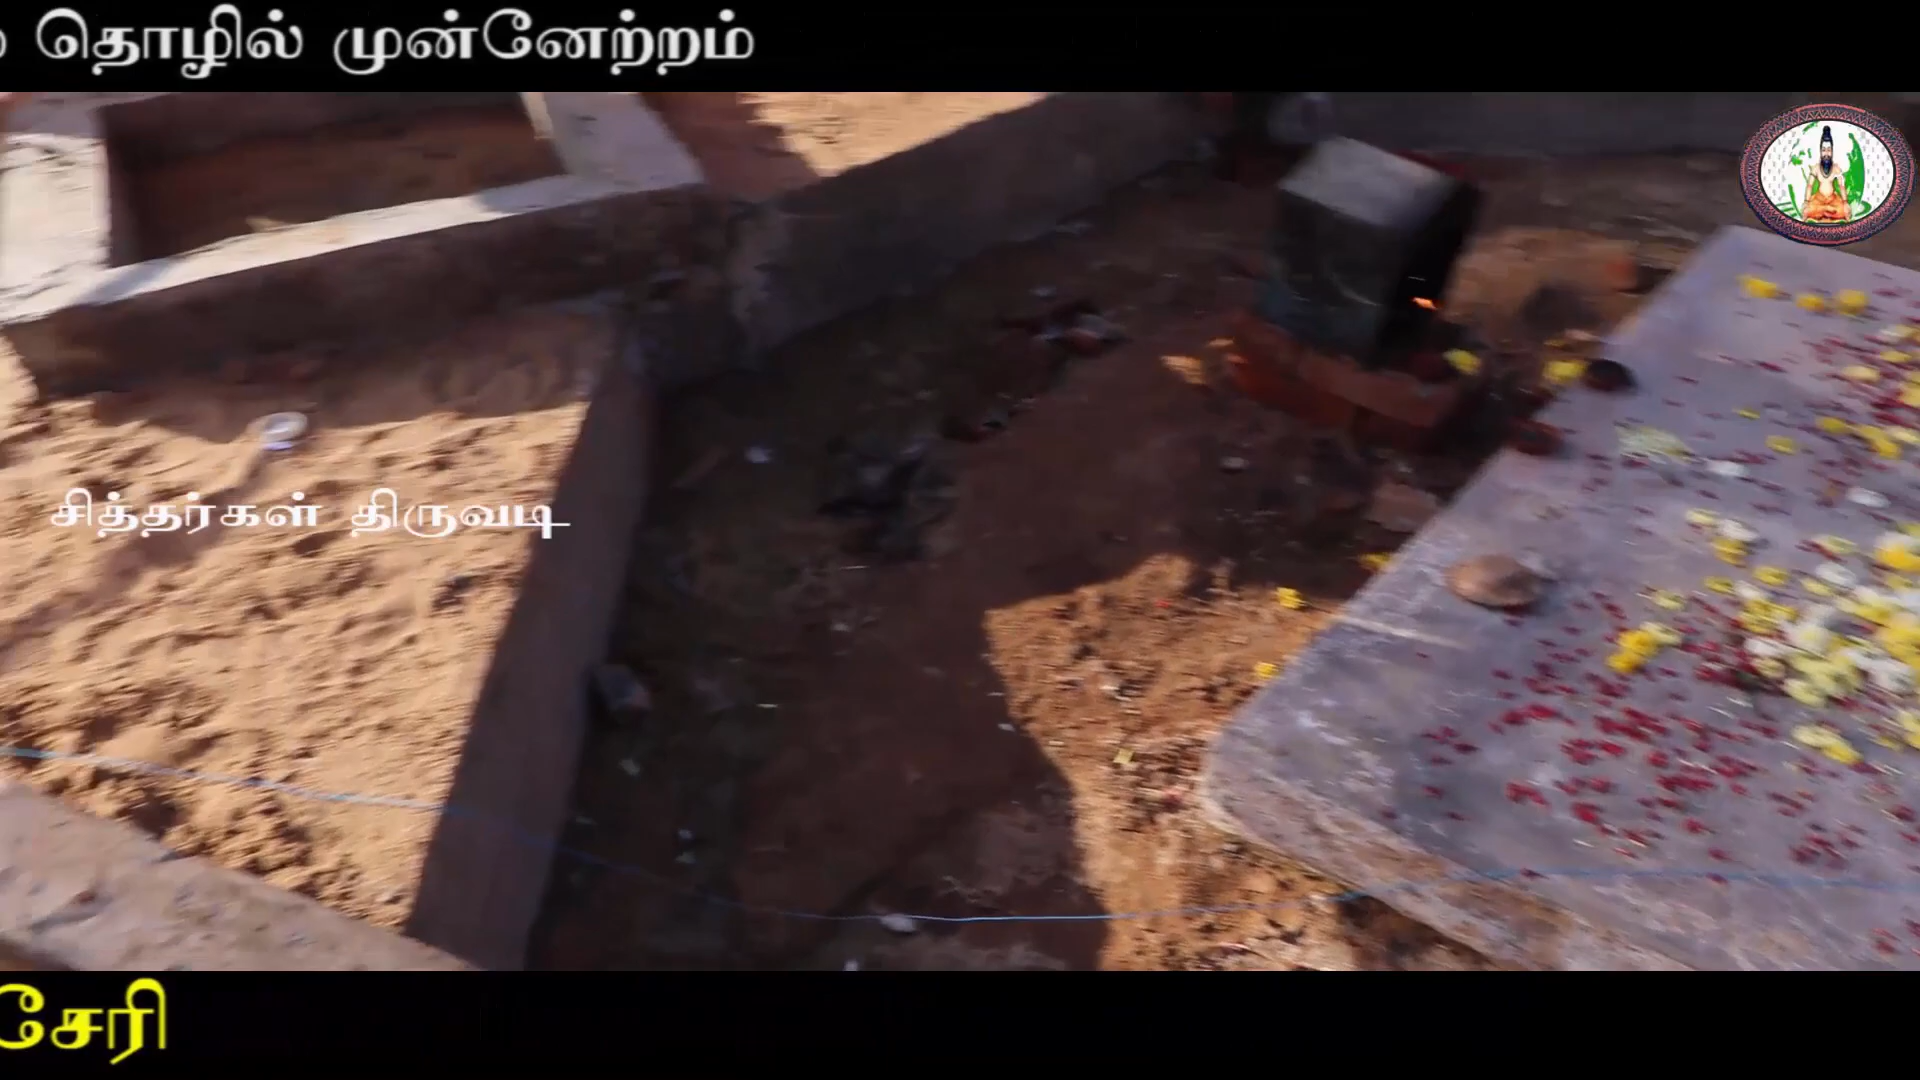 தொழில் முன்னேற்றம்
சித்தர்கள் திருவடி
சேரி